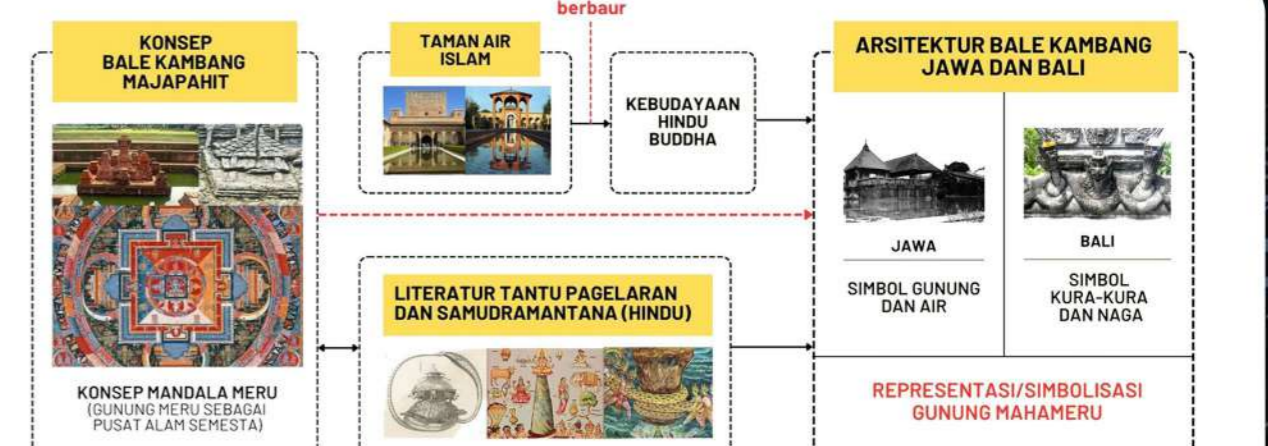 berbaur
KONSEP
BALE KAMBANG
MAJAPAHIT
KONSEP MANDALA MERU
(GUNUNG MERU SEBAGAI
PUSAT ALAM SEMESTA)
TAMAN AIR
ISLAM
KEBUDAYAAN
HINDU
BUDDHA
LITERATUR TANTU PAGELARAN
DAN SAMUDRAMANTANA (HINDU)
ARSITEKTUR BALE KAMBANG
JAWA DAN BALI
JAWA
SIMBOL GUNUNG
DAN AIR
BALI
SIMBOL
KURA-KURA
DAN NAGA
REPRESENTASI/SIMBOLISASI
GUNUNG MAHAMERU